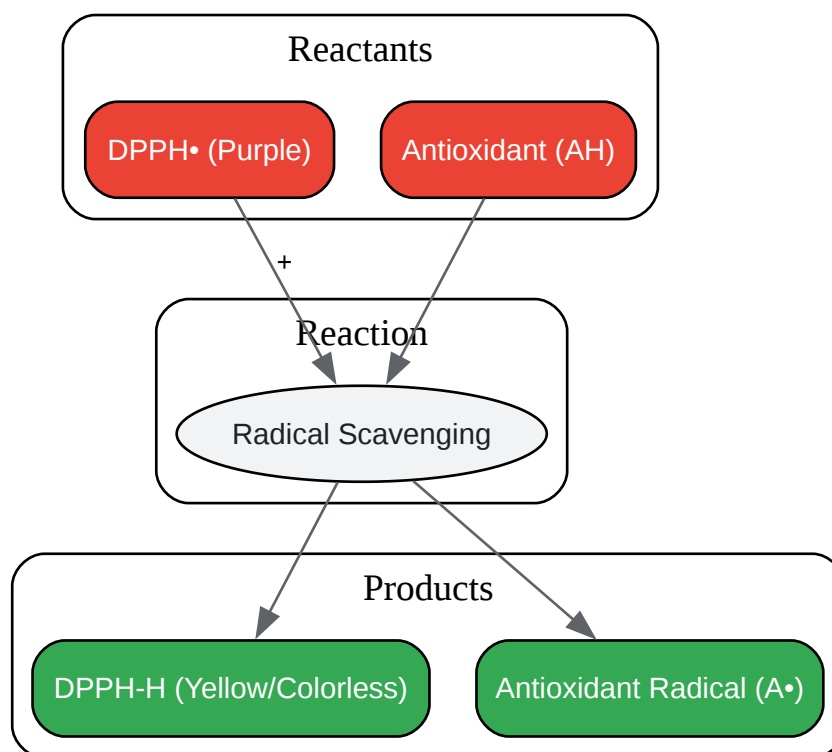 Reactants
DPPH• (Purple)
Antioxidant (AH)
+
Reaction
Radical Scavenging
Products
DPPH-H (Yellow/Colorless)
Antioxidant Radical (A•)